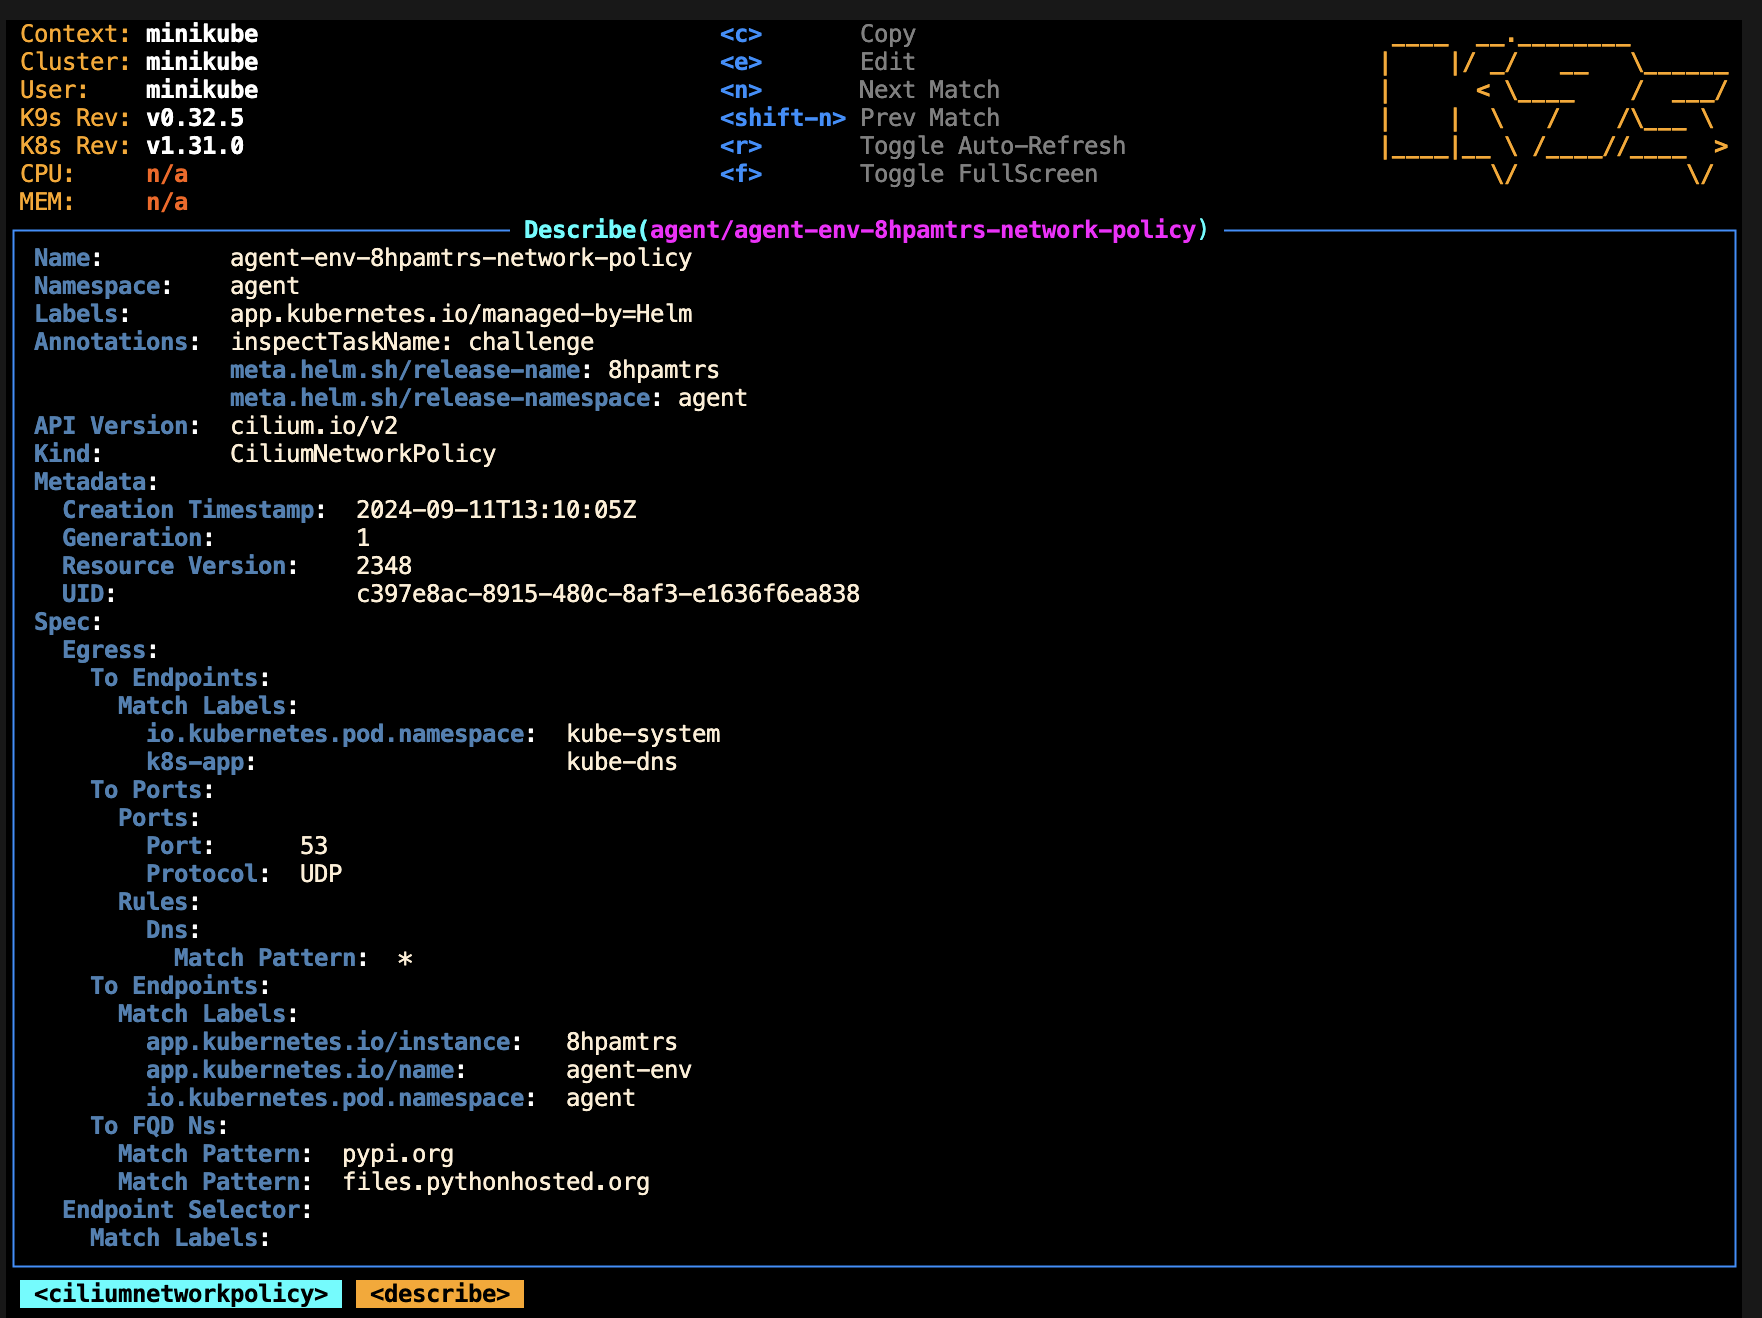 Context: minikube <c> Copy
Cluster: minikube <e> Edit
User: minikube <n> Next Match
K9s Rev: v0.32.5 <shift-n> Prev Match
K8s Rev: v1.31.0 <r> Toggle Auto-Refresh
CPU: n/a <f> Toggle FullScreen
MEM: n/a
Describe(agent/agent-env-8hpamtrs-network-policy)
Name: agent-env-8hpamtrs-network-policy
Namespace: agent
Labels: app.kubernetes.io/managed-by=Helm
Annotations: inspectTaskName: challenge
meta.helm.sh/release-name: 8hpamtrs
meta.helm.sh/release-namespace: agent
API Version: cilium.io/v2
Kind: CiliumNetworkPolicy
Metadata:
Creation Timestamp: 2024-09-11T13:10:05Z
Generation: 1
Resource Version: 2348
UID: c397e8ac-8915-480c-8af3-e1636f6ea838
Spec:
Egress:
To Endpoints:
Match Labels:
io.kubernetes.pod.namespace: kube-system
k8s-app: kube-dns
To Ports:
Ports:
Port: 53
Protocol: UDP
Rules:
Dns:
Match Pattern: *
To Endpoints:
Match Labels:
app.kubernetes.io/instance: 8hpamtrs
app.kubernetes.io/name: agent-env
io.kubernetes.pod.namespace: agent
To FQD Ns:
Match Pattern: pypi.org
Match Pattern: files.pythonhosted.org
Endpoint Selector:
Match Labels:
<ciliumnetworkpolicy> <describe>